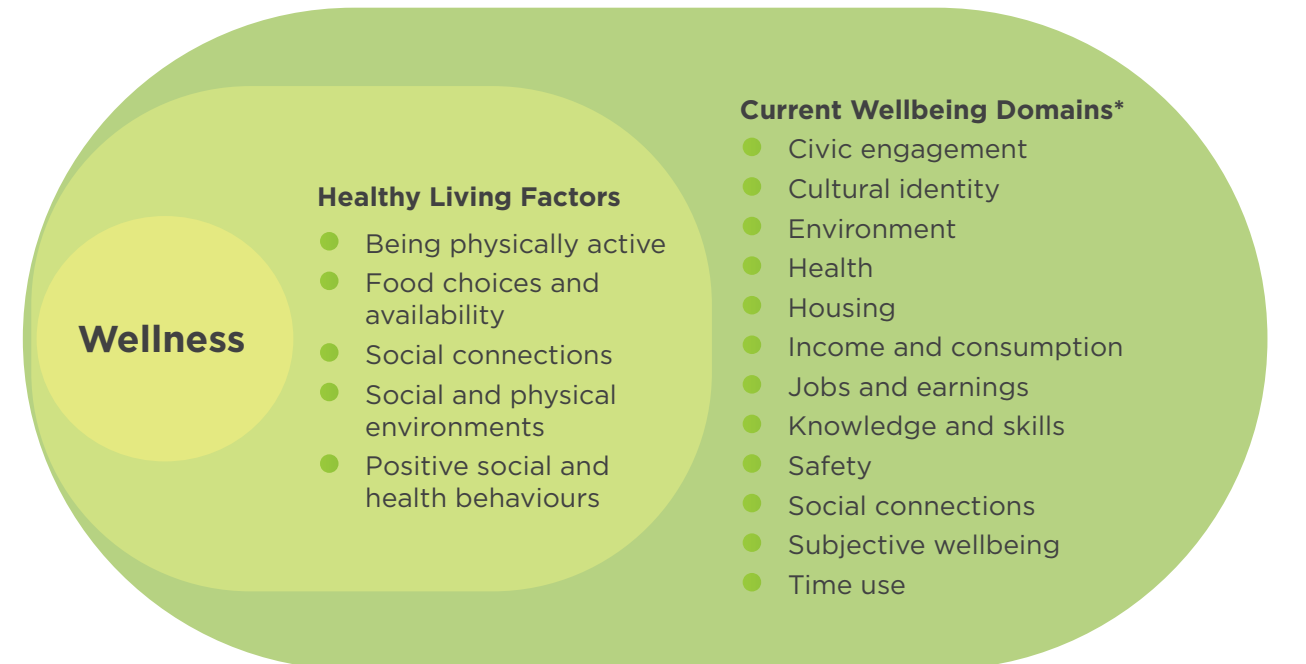 Wellness
Healthy Living Factors
Being physically active
Food choices and
availability
Social connections
Social and physical
environments
Positive social and
health behaviours
Current Wellbeing Domains*
Civic engagement
Cultural identity
Environment
Health
Housing
Income and consumption
Jobs and earnings
Knowledge and skills
Safety
Social connections
Subjective wellbeing
Time use